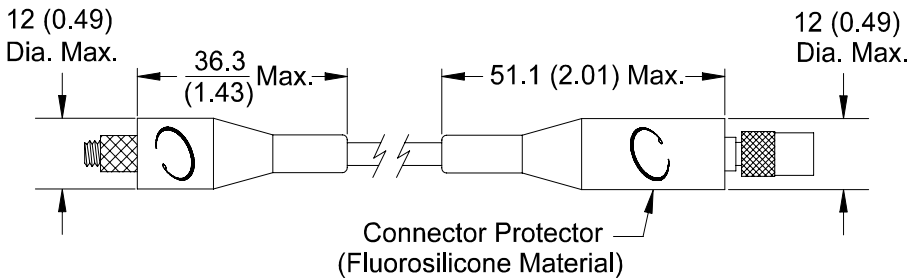 12 (0.49)
Dia. Max.
36.3
(1.43) Max.
51.1 (2.01) Max.
12 (0.49)
Dia. Max.
Connector Protector
(Fluorosilicone Material)